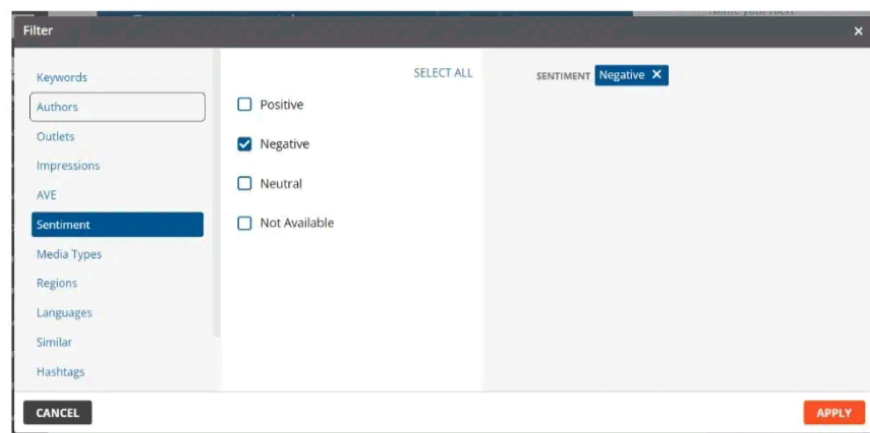 Filter
Keywords
Authors
Outlets
Impressions
AVE
Sentiment
Media Types
Regions
Languages
Similar
Hashtags
SELECT ALL
Positive
Negative
Neutral
Not Available
SENTIMENT Negative ✕
CANCEL
APPLY